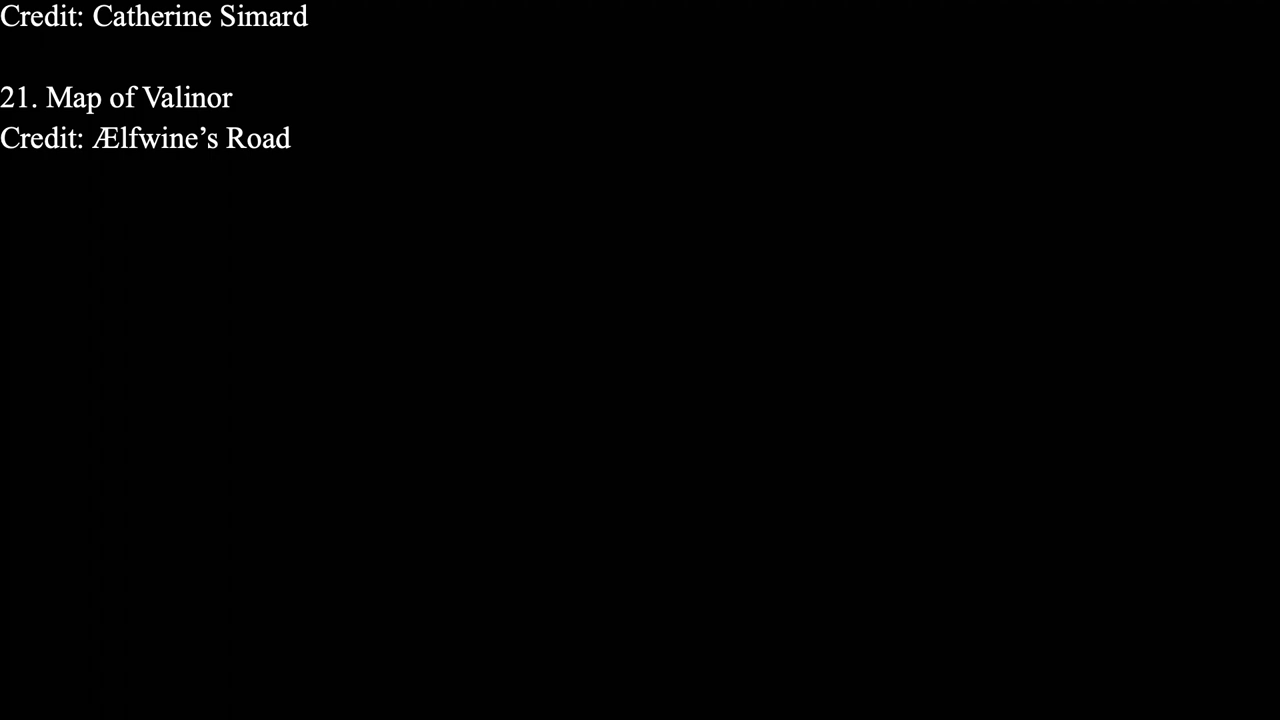 Credit: Catherine Simard
21. Map of Valinor
Credit: Ælfwine’s Road